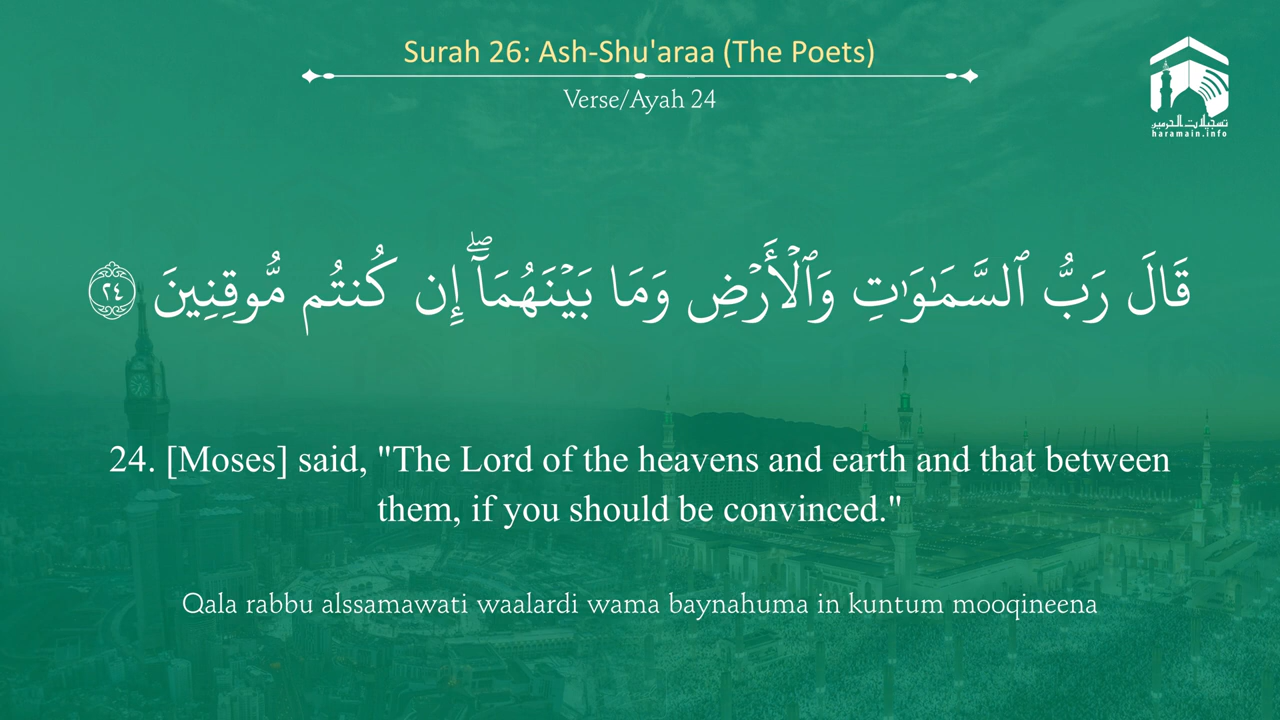 Surah 26: Ash-Shu'araa (The Poets)
Verse/Ayah 24
تسجيلات الحرمين
haramain.info
قَالَ رَبُّ ٱلسَّمَـٰوَٰتِ وَٱلْأَرْضِ وَمَا بَيْنَهُمَآ ۖ إِن كُنتُم مُّوقِنِينَ ٢٤
24. [Moses] said, "The Lord of the heavens and earth and that between
them, if you should be convinced."
Qala rabbu alssamawati waalardi wama baynahuma in kuntum mooqineena